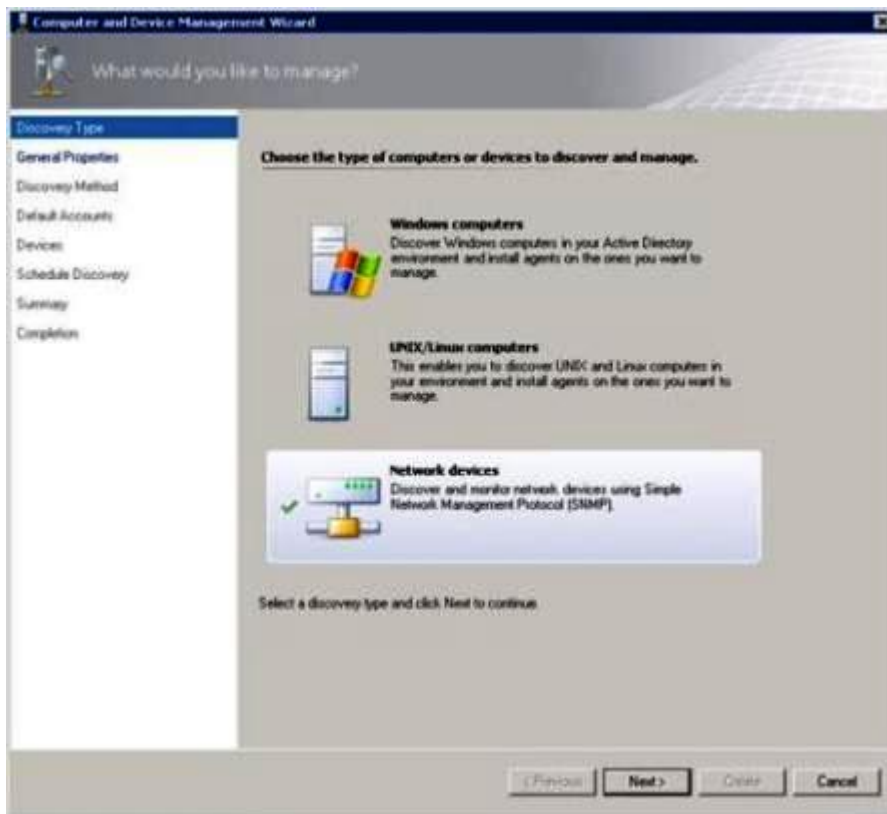 Computer and Device Management Wizard
What would you like to manage?
Discovery Type
General Properties
Discovery Method
Default Accounts
Devices
Schedule Discovery
Summary
Completion
Choose the type of computers or devices to discover and manage.
Windows computers
Discover Windows computers in your Active Directory
environment and install agents on the ones you want to
manage.
UNIX/Linux computers
This enables you to discover UNIX and Linux computers in
your environment and install agents on the ones you want to
manage.
Network devices
Discover and monitor network devices using Simple
Network Management Protocol (SNMP).
Select a discovery type and click Next to continue.
< Previous
Next >
Create
Cancel